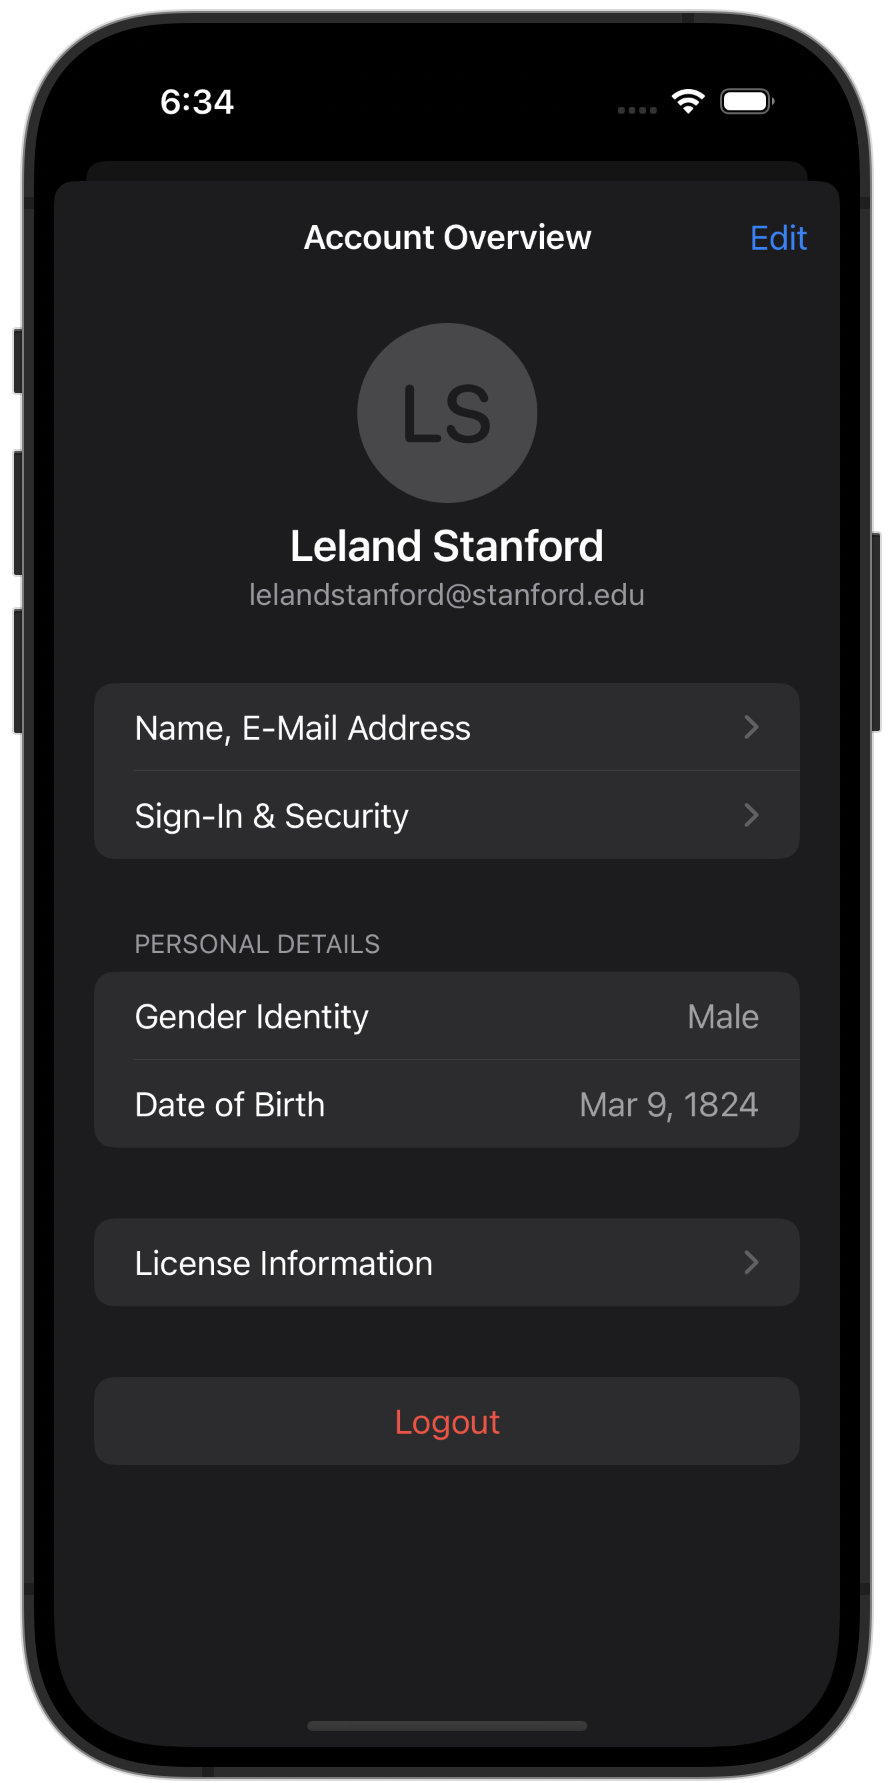 6:34
Account Overview Edit
LS
Leland Stanford
lelandstanford@stanford.edu
Name, E-Mail Address
Sign-In & Security
PERSONAL DETAILS
Gender Identity Male
Date of Birth Mar 9, 1824
License Information
Logout